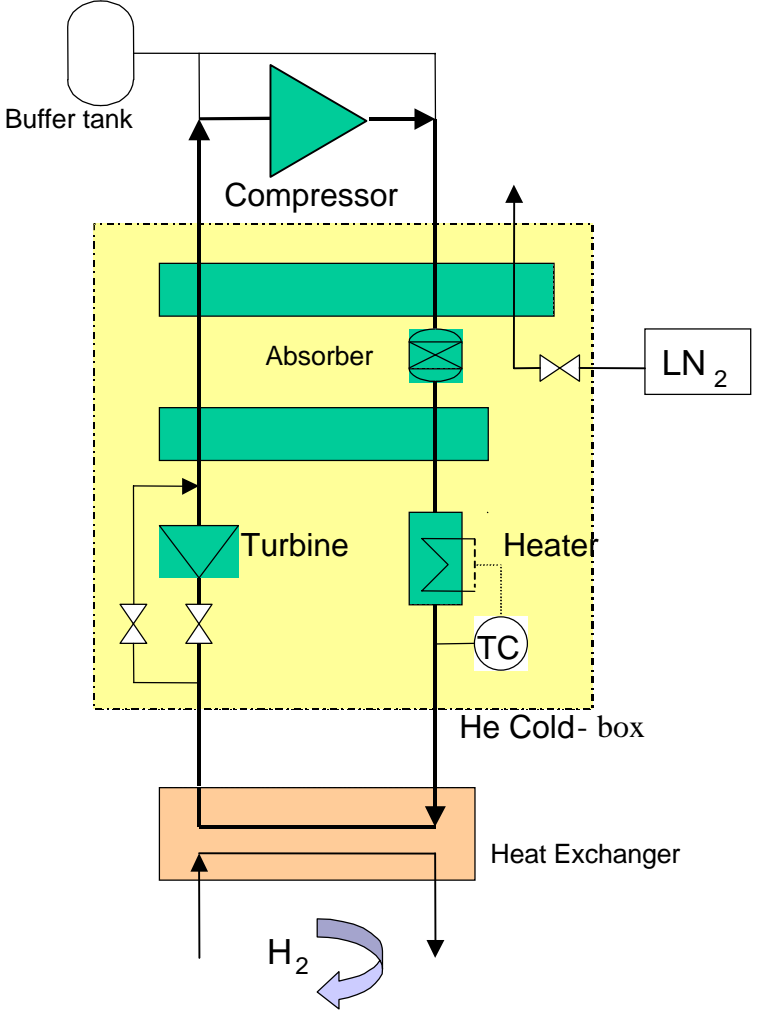 Buffer tank
Compressor
Absorber
LN2
Turbine
Heater
TC
He Cold- box
Heat Exchanger
H2